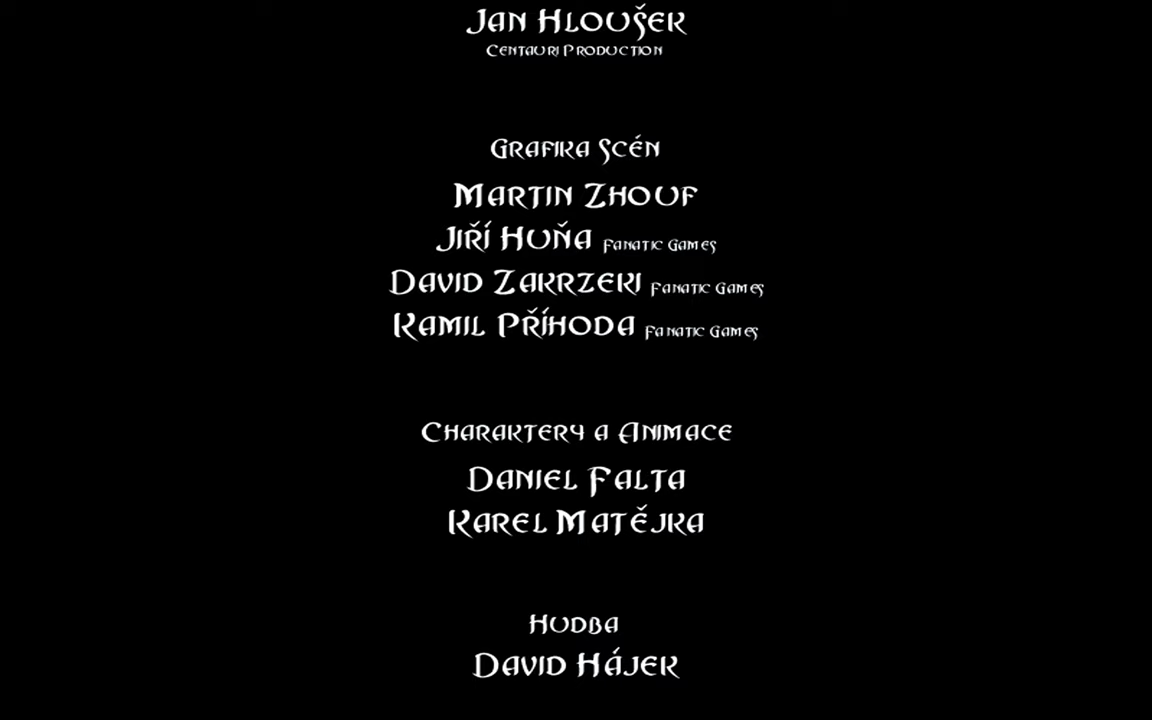 Jan Hloušek
Centauri Production
Grafika Scén
Martin Zhouf
Jiří Huňa Fanatic Games
David Zakrzeki Fanatic Games
Kamil Příhoda Fanatic Games
Charaktery a Animace
Daniel Falta
Karel Matějka
Hudba
David Hájek